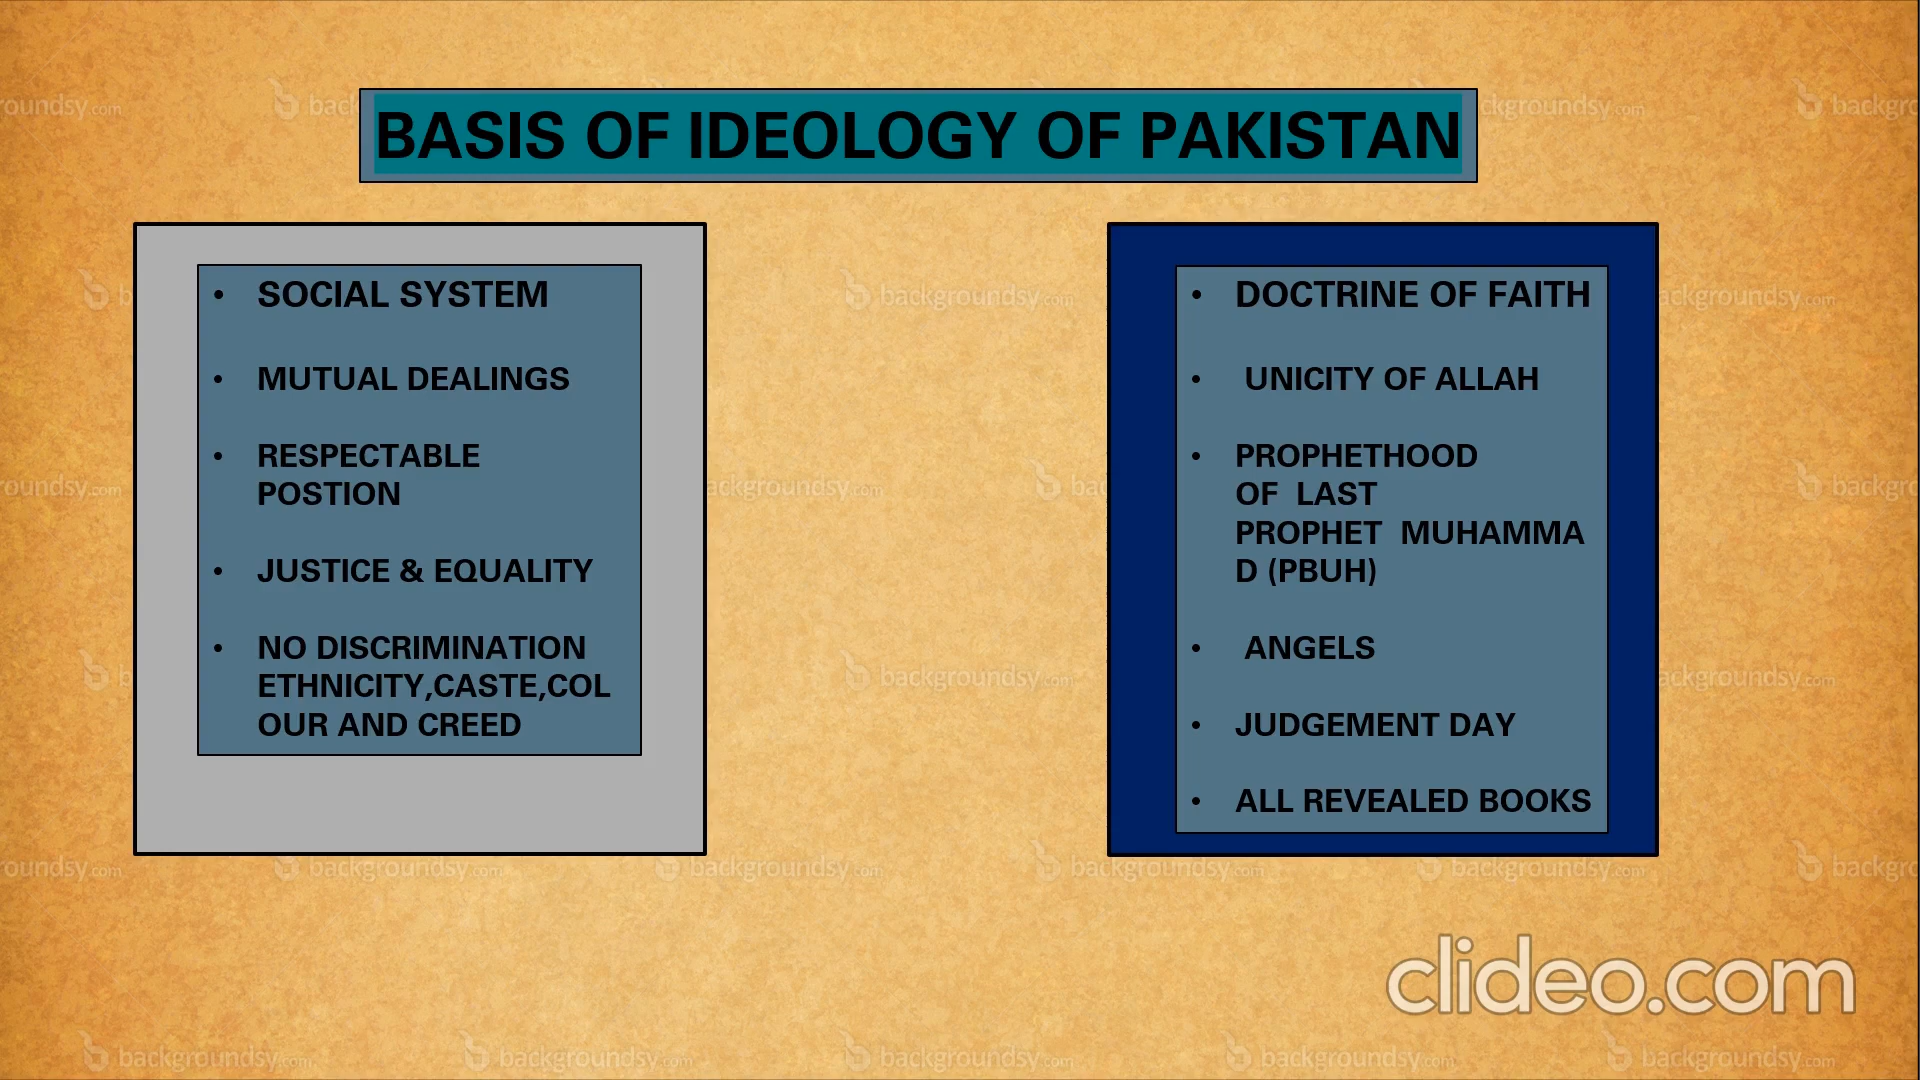 BASIS OF IDEOLOGY OF PAKISTAN
• SOCIAL SYSTEM
• MUTUAL DEALINGS
• RESPECTABLE
POSTION
• JUSTICE & EQUALITY
• NO DISCRIMINATION
ETHNICITY,CASTE,COL
OUR AND CREED
• DOCTRINE OF FAITH
• UNICITY OF ALLAH
• PROPHETHOOD
OF LAST
PROPHET MUHAMMA
D (PBUH)
• ANGELS
• JUDGEMENT DAY
• ALL REVEALED BOOKS
clideo.com
backgroundsy.com